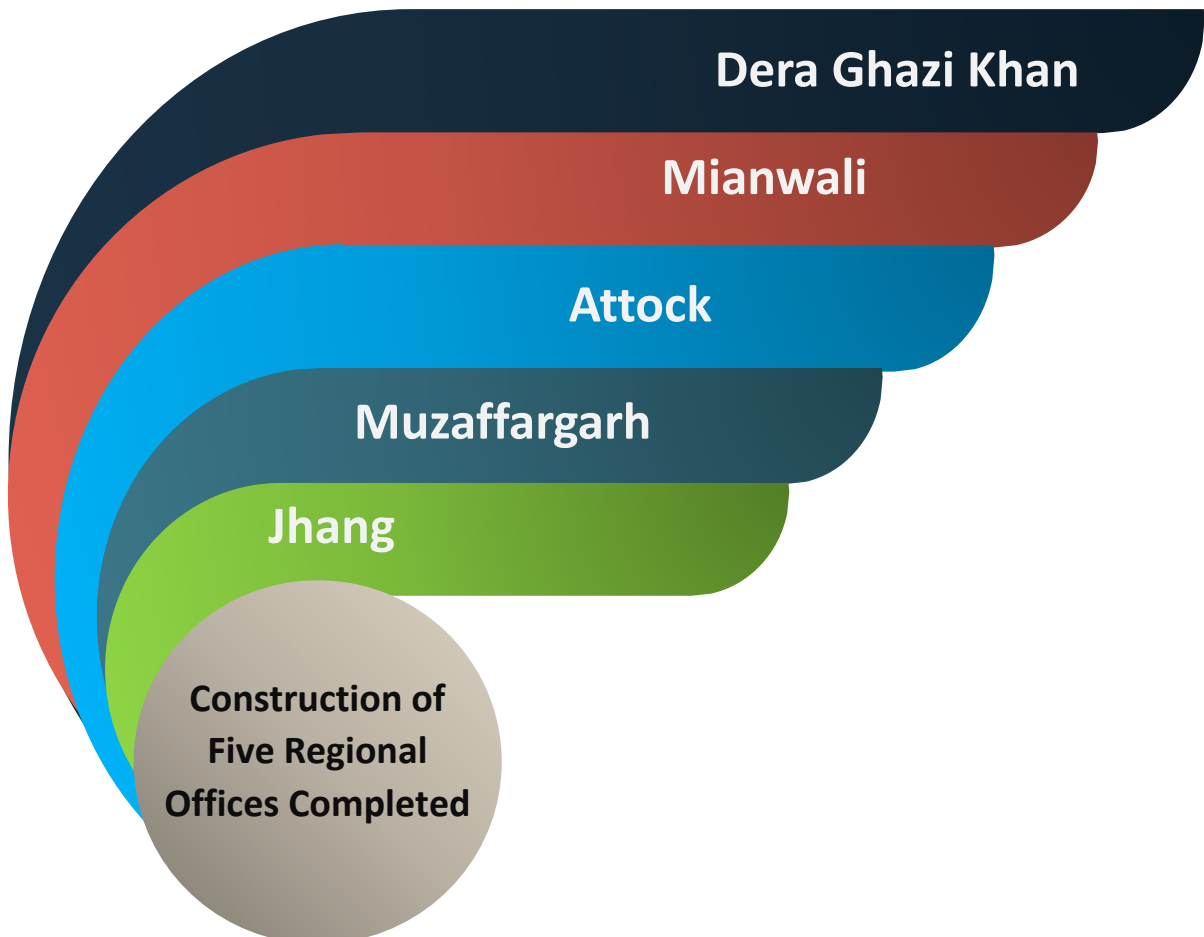 Dera Ghazi Khan
Mianwali
Attock
Muzaffargarh
Jhang
Construction of
Five Regional
Offices Completed